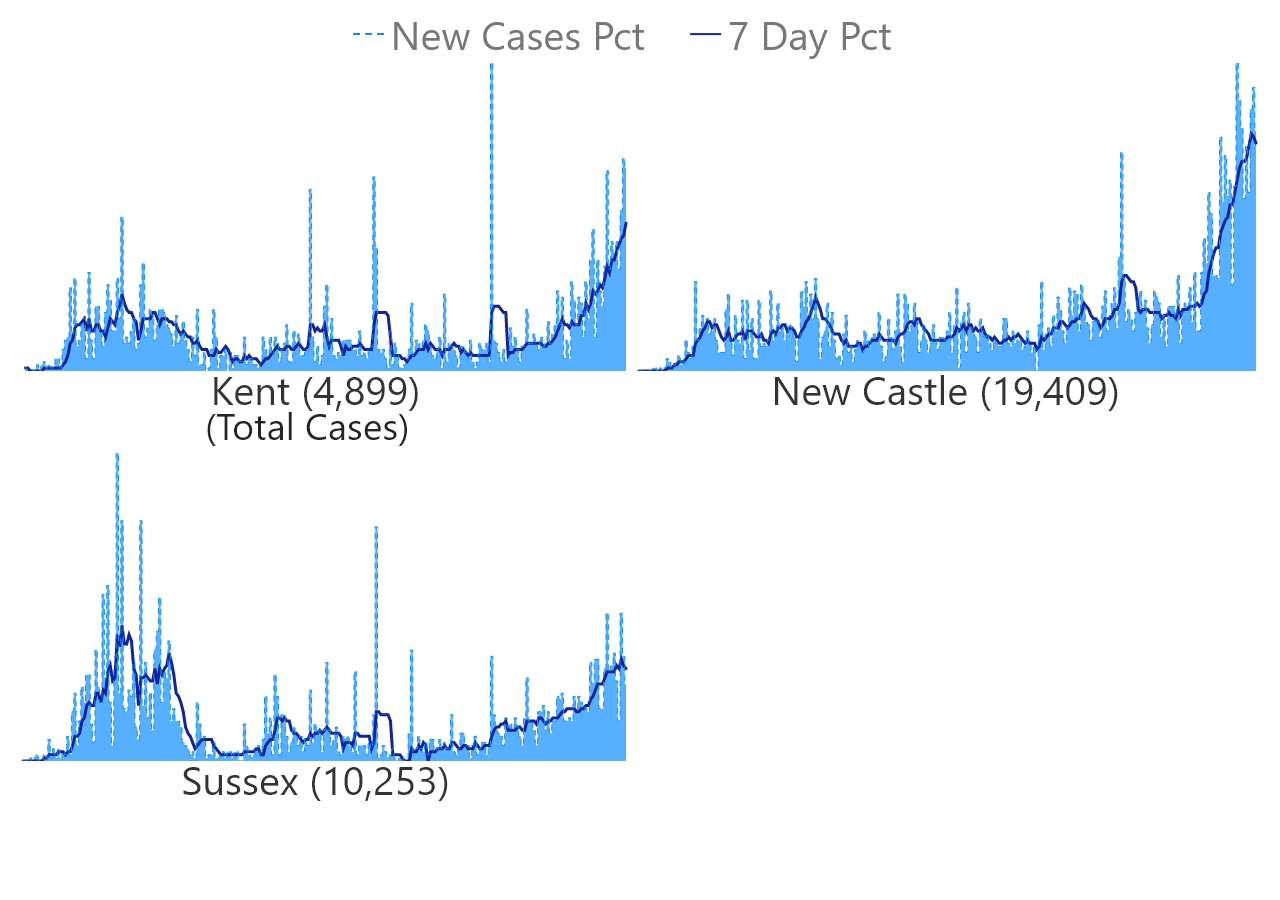 New Cases Pct 7 Day Pct
Kent (4,899)
(Total Cases)
New Castle (19,409)
Sussex (10,253)